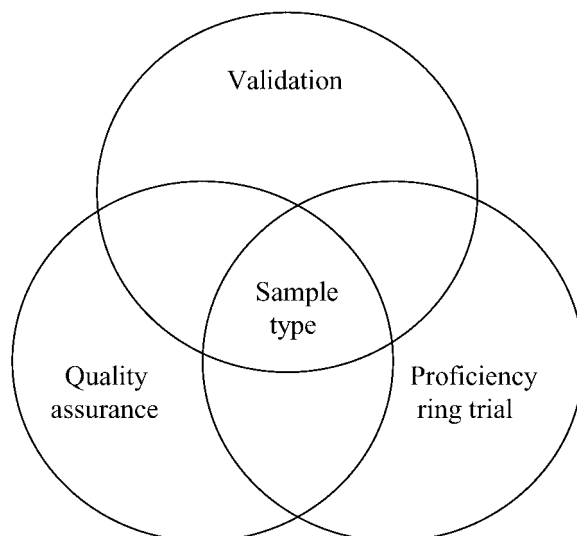 Validation
Sample
type
Quality
assurance
Proficiency
ring trial